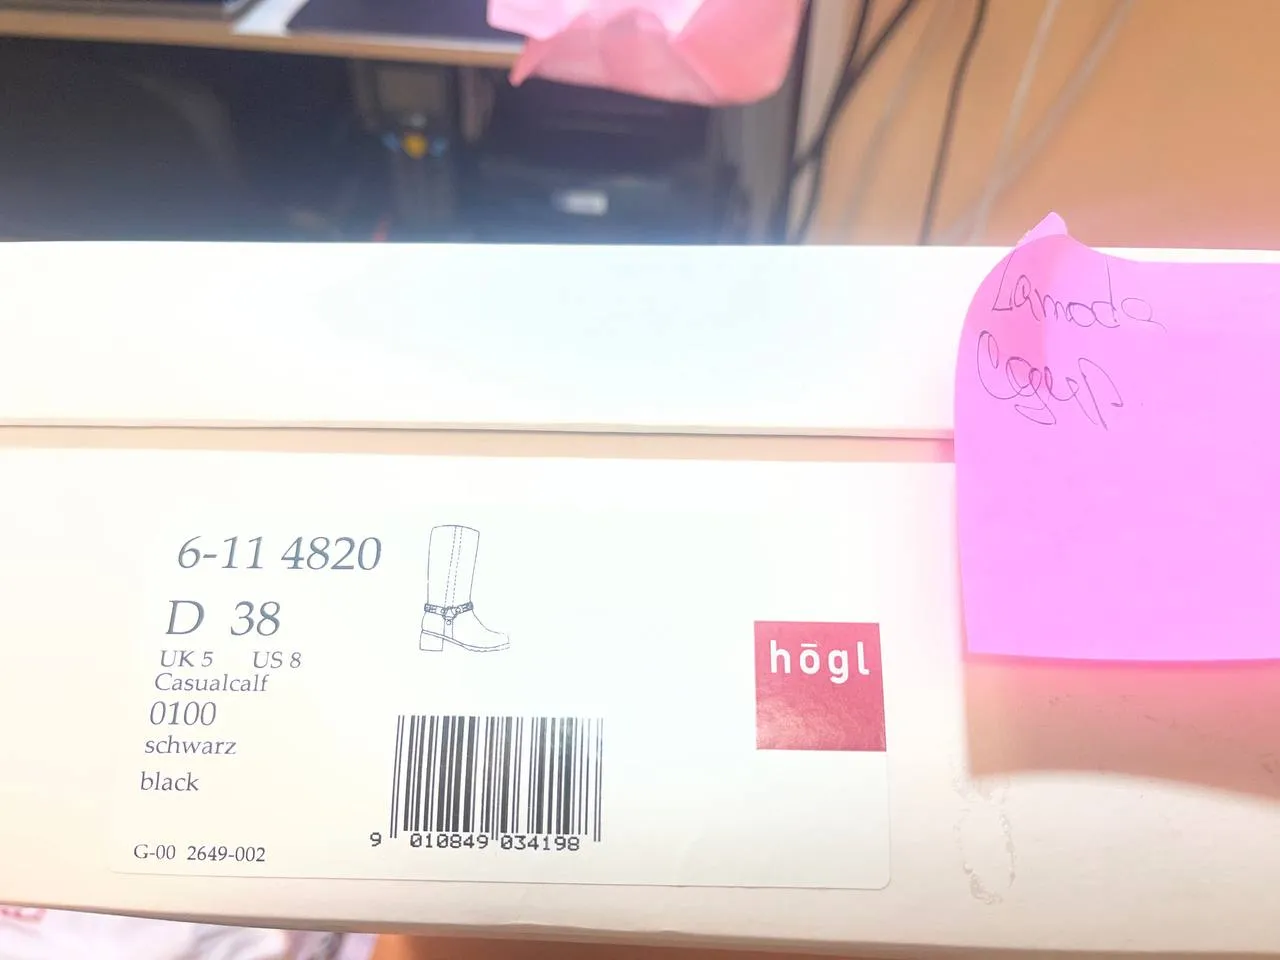 Lamoda
6-11 4820
D 38
UK 5 US 8
Casualcalf
0100
schwarz
black
G-00 2649-002
högl
9 010849 034198